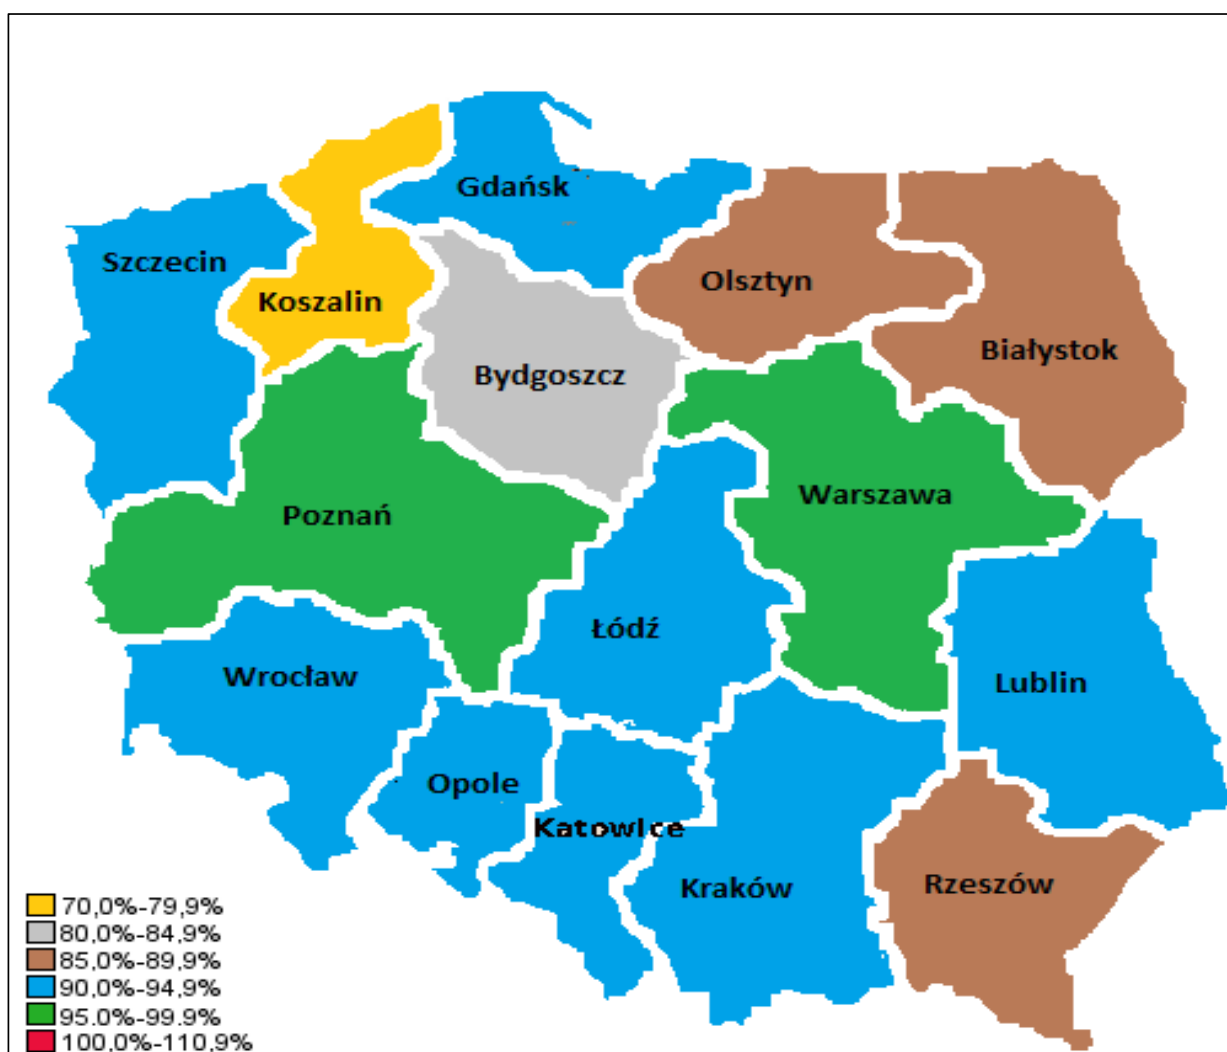 Gdańsk
Szczecin
Koszalin
Olsztyn
Białystok
Bydgoszcz
Warszawa
Poznań
Łódź
Wrocław
Lublin
Opole
Katowice
Kraków
Rzeszów
70,0%-79,9%
80,0%-84,9%
85,0%-89,9%
90,0%-94,9%
95.0%-99.9%
100,0%-110,9%